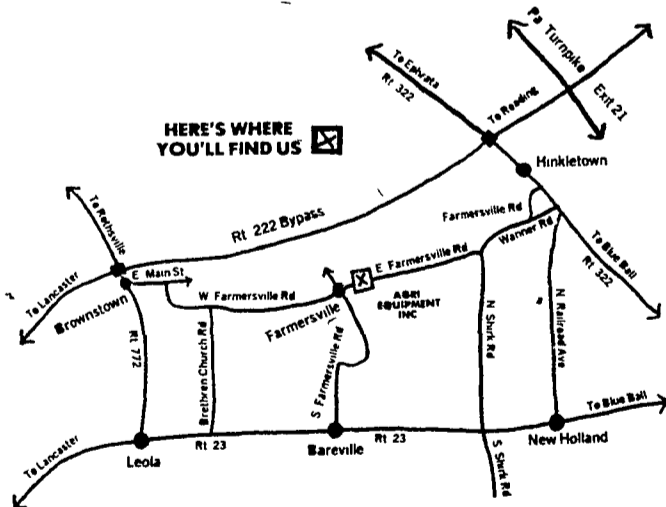 Pa Turnpike
Exit 21
To Ephrata
Rt 322
To Reading
HERE'S WHERE
YOU'LL FIND US
Hinkletown
To Rothsville
Rt 222 Bypass
Farmersville Rd
Wanner Rd
To Blue Ball
Rt 322
E Main St
E Farmersville Rd
To Lancaster
Brownstown
W Farmersville Rd
Farmersville
AGRI
EQUIPMENT
INC
Rt 772
Brethren Church Rd
S Farmersville Rd
N Shirk Rd
N Railroad Ave
To Blue Ball
To Lancaster
Leola
Rt 23
Bareville
Rt 23
New Holland
S Shirk Rd